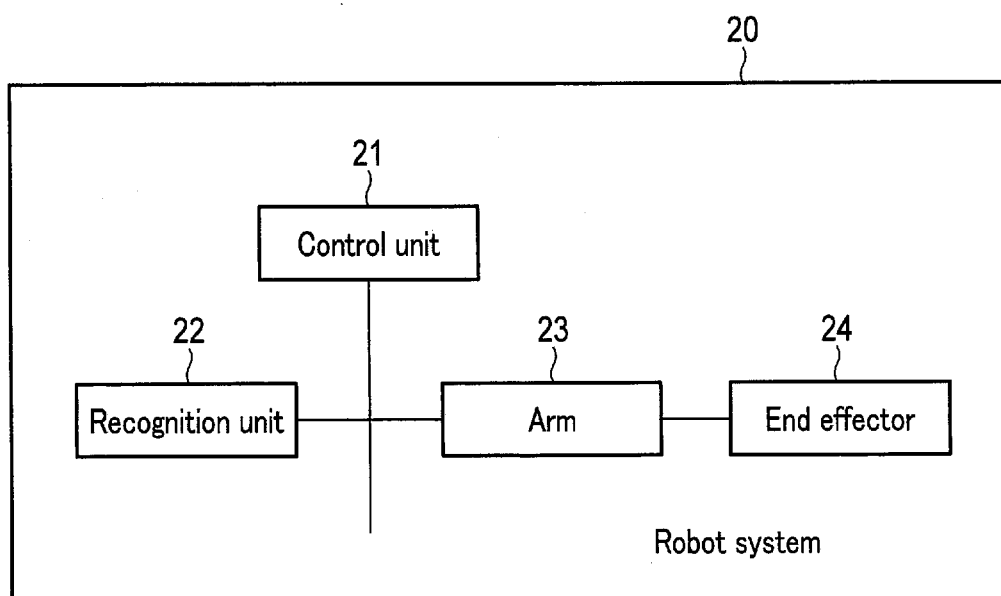 20
21
Control unit
22
23
24
Recognition unit
Arm
End effector
Robot system